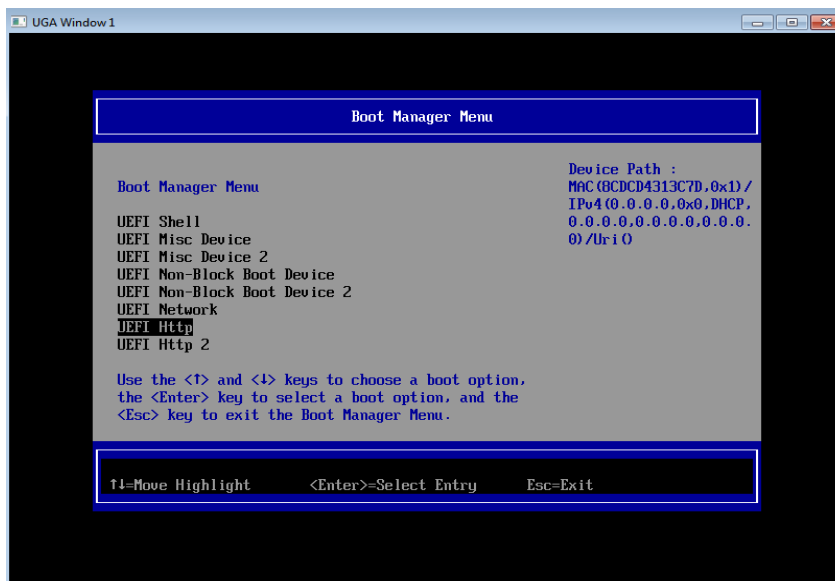 UGA Window 1
Boot Manager Menu
Device Path :
MAC(8CDCD4313C7D,0x1)/
IPv4(0.0.0.0,0x0,DHCP,
0.0.0.0,0.0.0.0,0.0.0.
0)/Uri()
Boot Manager Menu
UEFI Shell
UEFI Misc Device
UEFI Misc Device 2
UEFI Non-Block Boot Device
UEFI Non-Block Boot Device 2
UEFI Network
UEFI Http
UEFI Http 2
Use the <↑> and <↓> keys to choose a boot option,
the <Enter> key to select a boot option, and the
<Esc> key to exit the Boot Manager Menu.
↑↓=Move Highlight <Enter>=Select Entry Esc=Exit